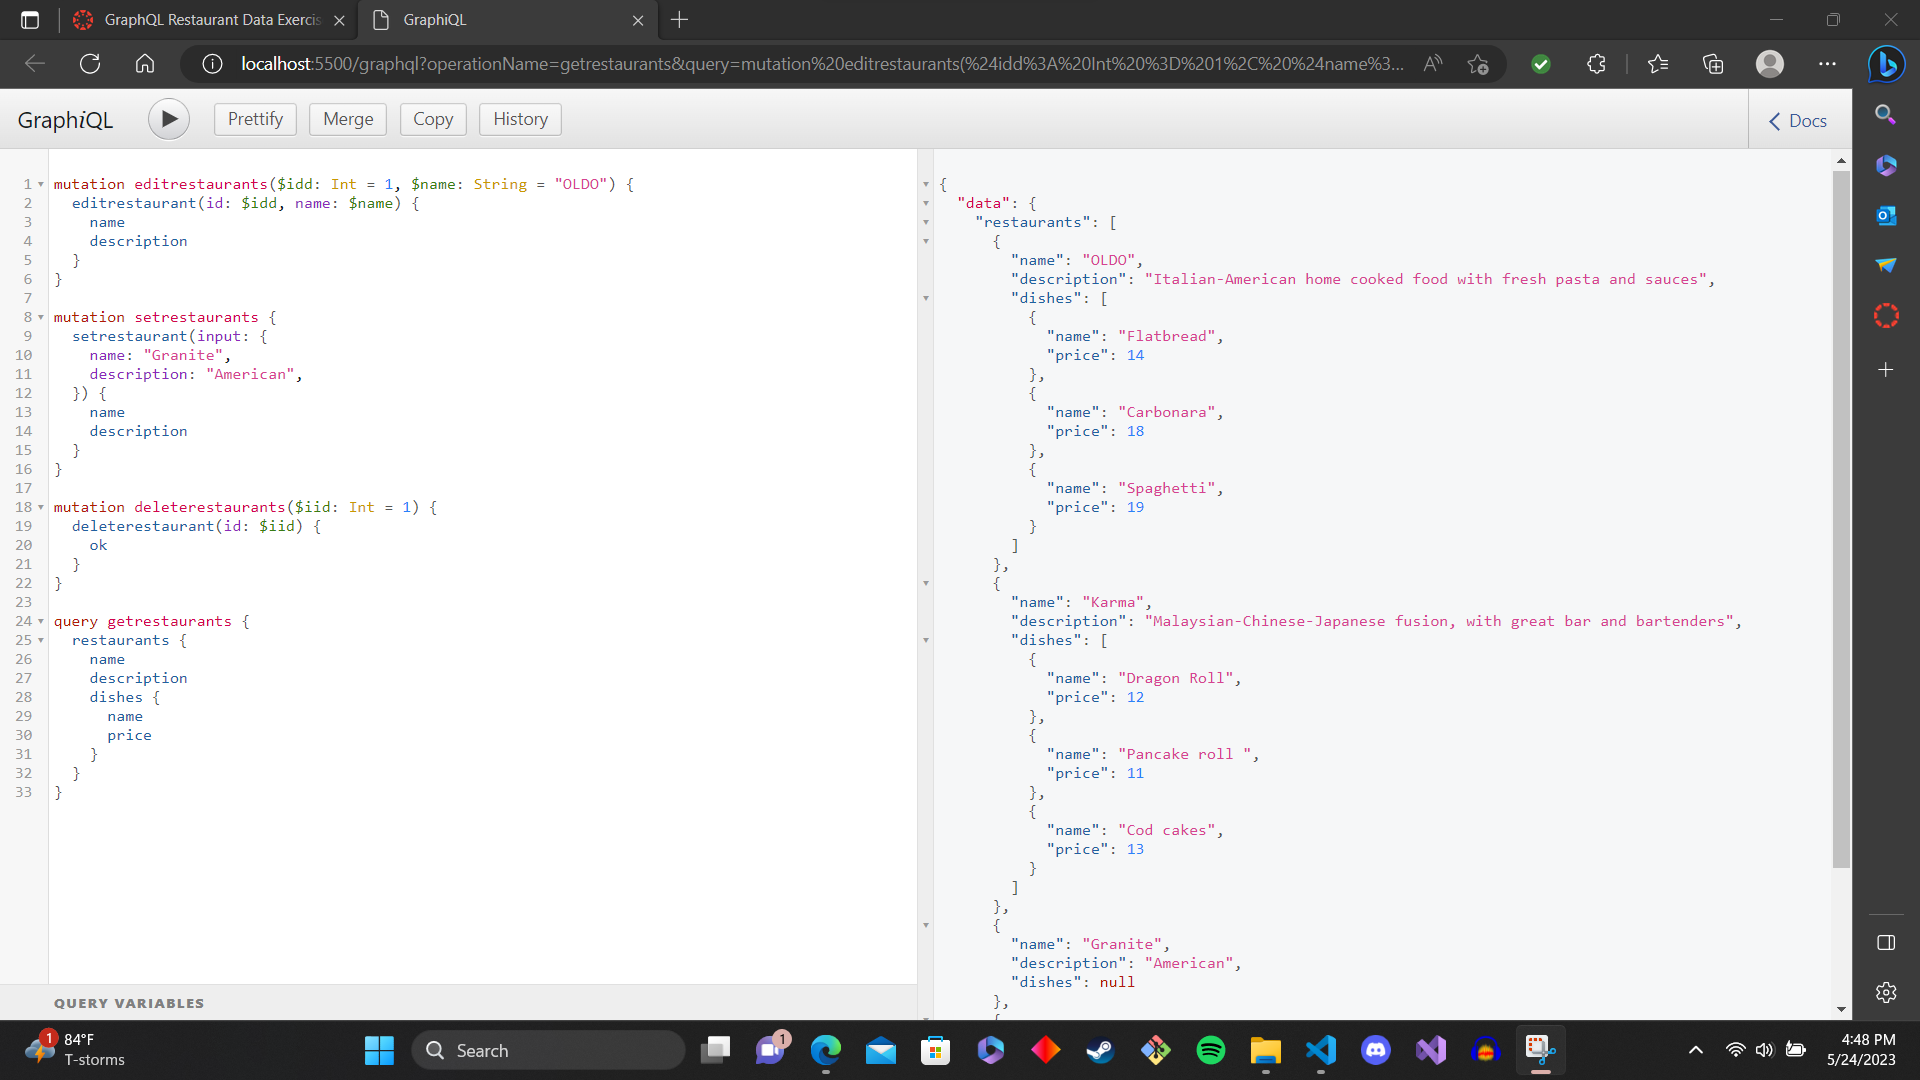 GraphQL Restaurant Data Exercis
GraphiQL
localhost:5500/graphql?operationName=getrestaurants&query=mutation%20editrestaurants(%24idd%3A%20Int%20%3D%201%2C%20%24name%3...
GraphiQL
Prettify
Merge
Copy
History
Docs
1 mutation editrestaurants($idd: Int = 1, $name: String = "OLDO") {
2 editrestaurant(id: $idd, name: $name) {
3 name
4 description
5 }
6 }
7
8 mutation setrestaurants {
9 setrestaurant(input: {
10 name: "Granite",
11 description: "American",
12 }) {
13 name
14 description
15 }
16 }
17
18 mutation deleterestaurants($iid: Int = 1) {
19 deleterestaurant(id: $iid) {
20 ok
21 }
22 }
23
24 query getrestaurants {
25 restaurants {
26 name
27 description
28 dishes {
29 name
30 price
31 }
32 }
33 }
QUERY VARIABLES
{
"data": {
"restaurants": [
{
"name": "OLDO",
"description": "Italian-American home cooked food with fresh pasta and sauces",
"dishes": [
{
"name": "Flatbread",
"price": 14
},
{
"name": "Carbonara",
"price": 18
},
{
"name": "Spaghetti",
"price": 19
}
]
},
{
"name": "Karma",
"description": "Malaysian-Chinese-Japanese fusion, with great bar and bartenders",
"dishes": [
{
"name": "Dragon Roll",
"price": 12
},
{
"name": "Pancake roll ",
"price": 11
},
{
"name": "Cod cakes",
"price": 13
}
]
},
{
"name": "Granite",
"description": "American",
"dishes": null
},
{
1
84°F
T-storms
Search
1
4:48 PM
5/24/2023